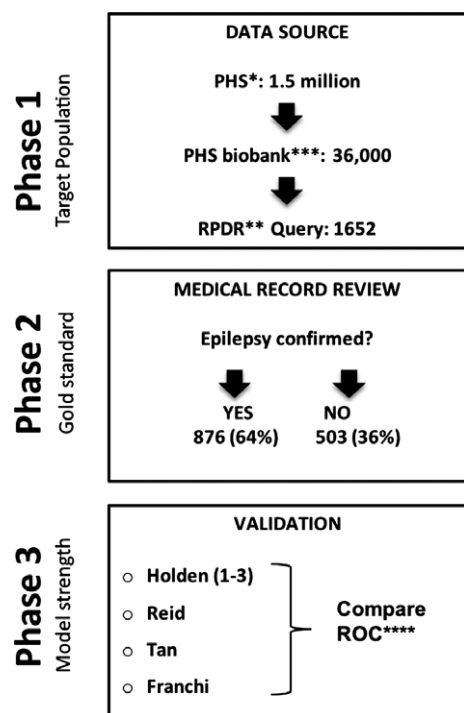 Phase 1
Target Population
DATA SOURCE
PHS*: 1.5 million
PHS biobank***: 36,000
RPDR** Query: 1652
Phase 2
Gold standard
MEDICAL RECORD REVIEW
Epilepsy confirmed?
YES NO
876 (64%) 503 (36%)
Phase 3
Model strength
VALIDATION
○ Holden (1-3)
○ Reid
○ Tan
○ Franchi
Compare
ROC****